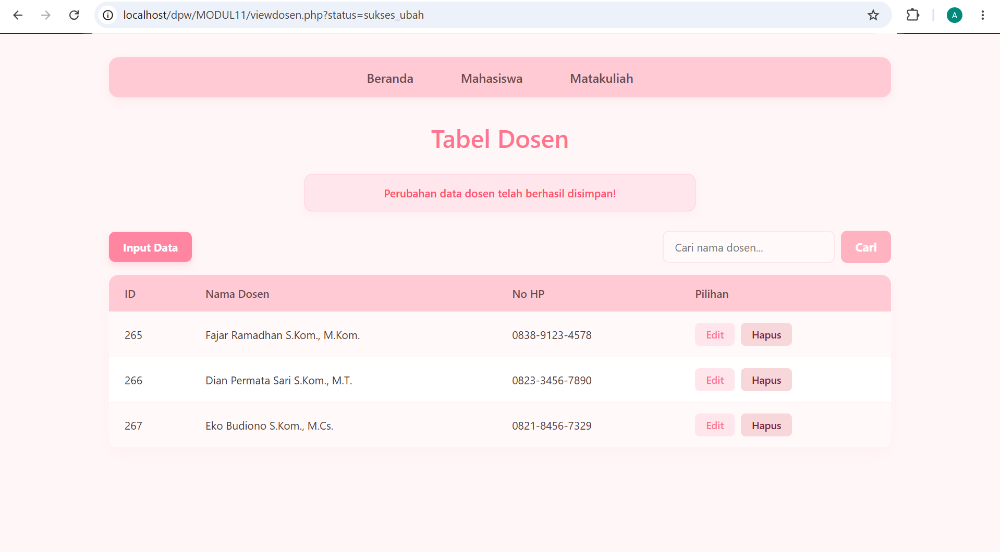 localhost/dpw/MODUL11/viewdosen.php?status=sukses_ubah
A
Beranda Mahasiswa Matakuliah
Tabel Dosen
Perubahan data dosen telah berhasil disimpan!
Input Data Cari nama dosen... Cari
ID Nama Dosen No HP Pilihan
265 Fajar Ramadhan S.Kom., M.Kom. 0838-9123-4578 Edit Hapus
266 Dian Permata Sari S.Kom., M.T. 0823-3456-7890 Edit Hapus
267 Eko Budiono S.Kom., M.Cs. 0821-8456-7329 Edit Hapus